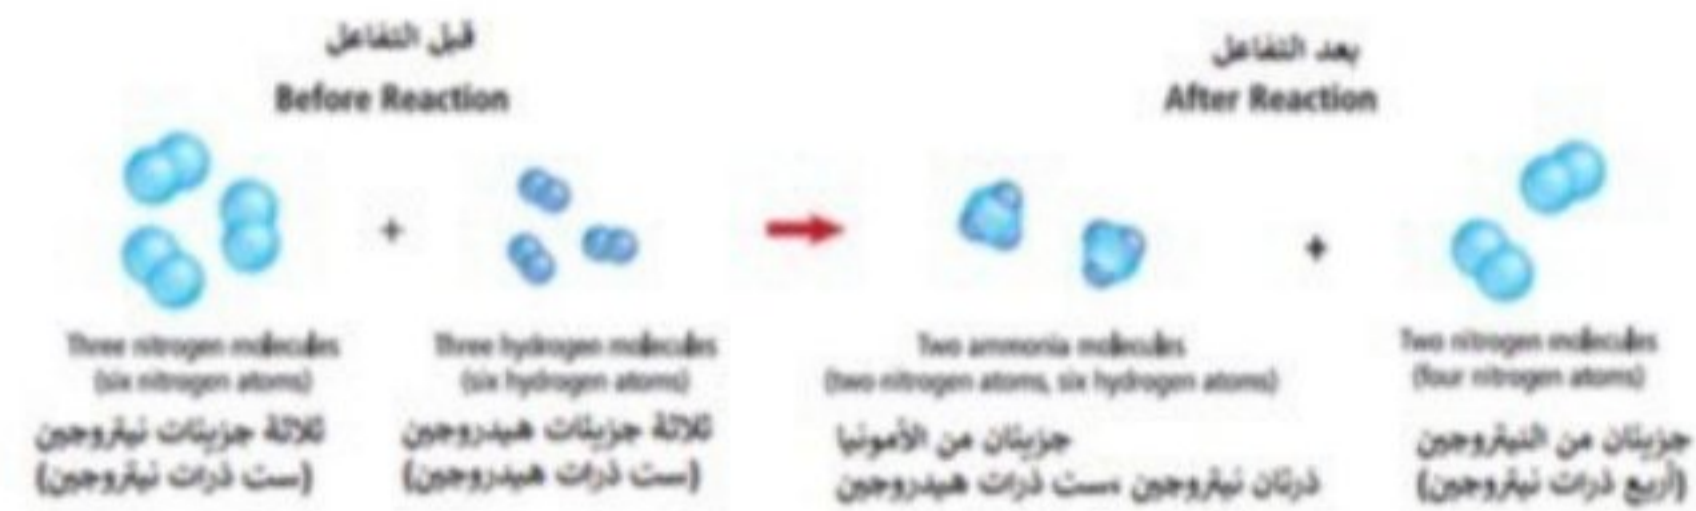 قبل التفاعل
Before Reaction
بعد التفاعل
After Reaction
+
+
Three nitrogen molecules
(six nitrogen atoms)
ثلاثة جزيئات نيتروجين
(ست ذرات نيتروجين)
Three hydrogen molecules
(six hydrogen atoms)
ثلاثة جزيئات هيدروجين
(ست ذرات هيدروجين)
Two ammonia molecules
(two nitrogen atoms, six hydrogen atoms)
جزيئان من الأمونيا
ذرتان نيتروجين ،ست ذرات هيدروجين
Two nitrogen molecules
(four nitrogen atoms)
جزيئان من النيتروجين
(أربع ذرات نيتروجين)